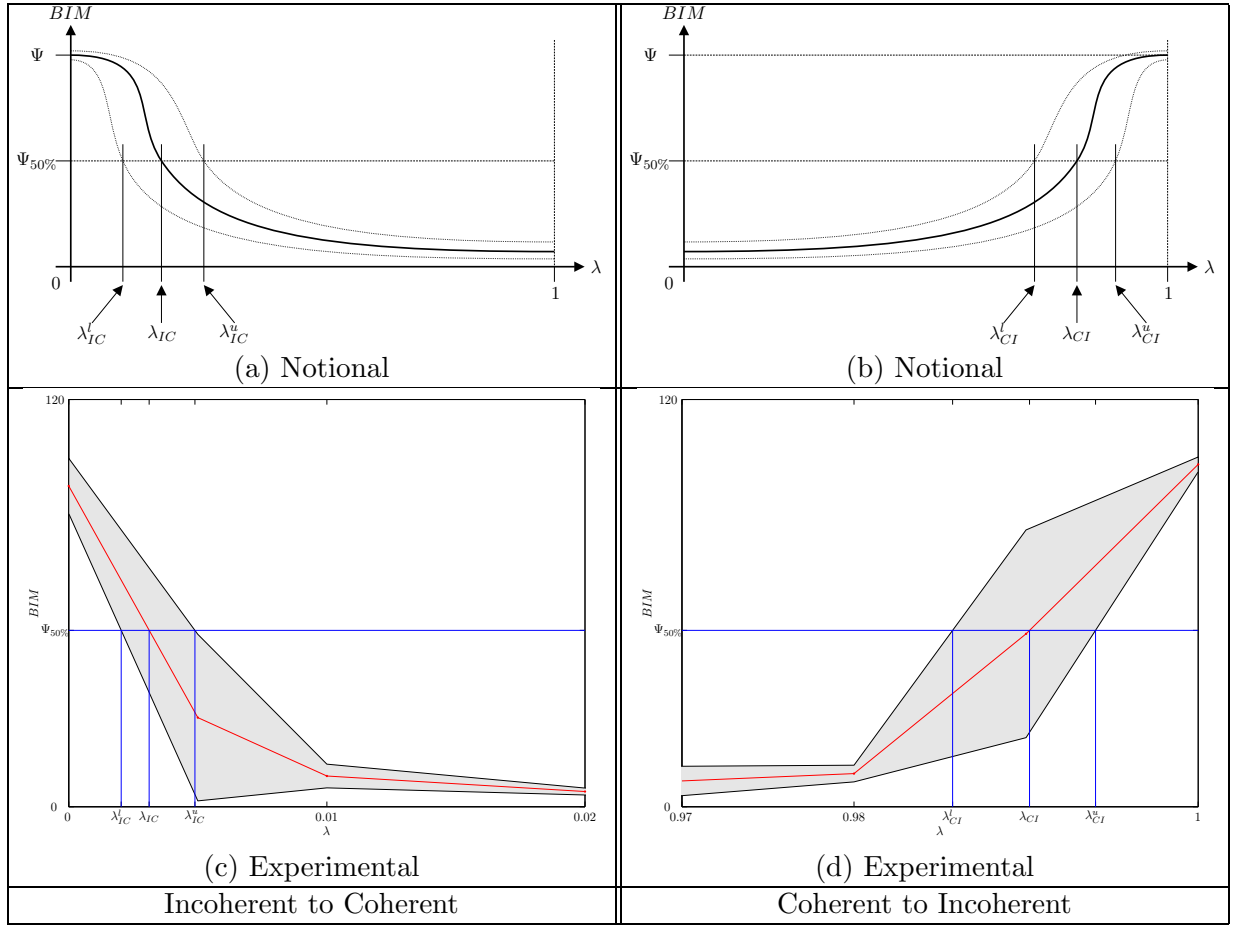 BIM
Ψ
Ψ50%
0
1
λ
λ^l_IC
λ_IC
λ^u_IC
(a) Notional
BIM
Ψ
Ψ50%
0
1
λ
λ^l_CI
λ_CI
λ^u_CI
(b) Notional
120
BIM
Ψ50%
0
0
λ^l_IC
λ_IC
λ^u_IC
0.01
0.02
λ
(c) Experimental
120
BIM
Ψ50%
0
0.97
0.98
λ^l_CI
λ_CI
λ^u_CI
1
λ
(d) Experimental
Incoherent to Coherent
Coherent to Incoherent